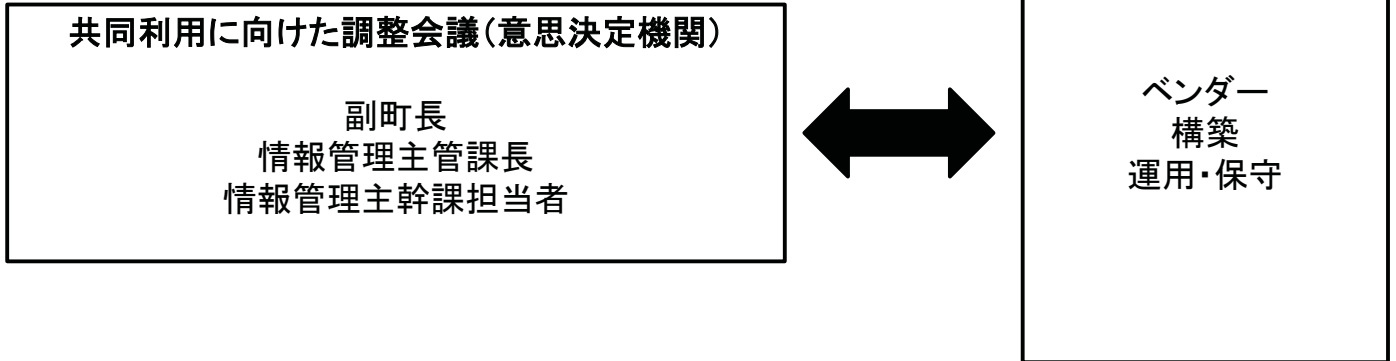 共同利用に向けた調整会議（意思決定機関）
副町長
情報管理主管課長
情報管理主幹課担当者
ベンダー
構築
運用・保守